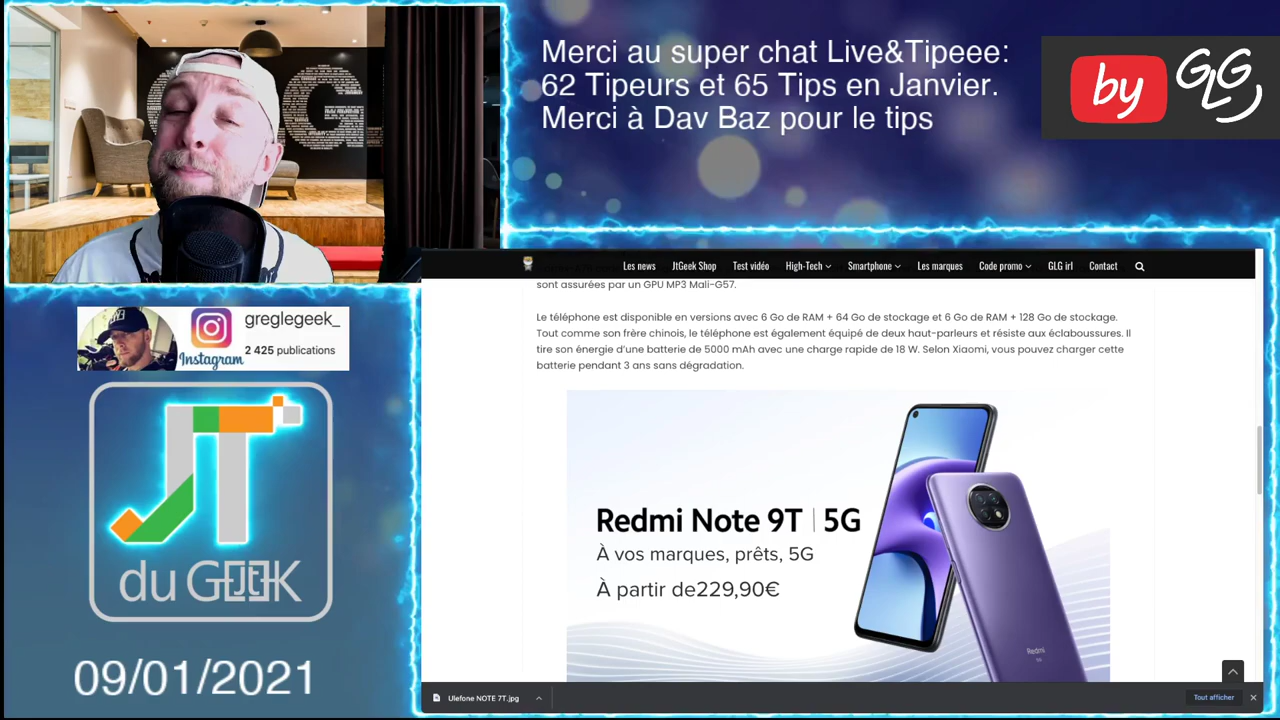 Merci au super chat Live&Tipeee:
62 Tipeurs et 65 Tips en Janvier.
Merci à Dav Baz pour le tips
by GLG
greglegeek_
2 425 publications
Instagram
JT
du GEEK
09/01/2021
Les news JtGeek Shop Test vidéo High-Tech Smartphone Les marques Code promo GLG irl Contact
sont assurées par un GPU MP3 Mali-G57.
Le téléphone est disponible en versions avec 6 Go de RAM + 64 Go de stockage et 6 Go de RAM + 128 Go de stockage.
Tout comme son frère chinois, le téléphone est également équipé de deux haut-parleurs et résiste aux éclaboussures. Il
tire son énergie d'une batterie de 5000 mAh avec une charge rapide de 18 W. Selon Xiaomi, vous pouvez charger cette
batterie pendant 3 ans sans dégradation.
Redmi Note 9T | 5G
À vos marques, prêts, 5G
À partir de229,90€
Redmi
5G
Ulefone NOTE 7T.jpg
Tout afficher